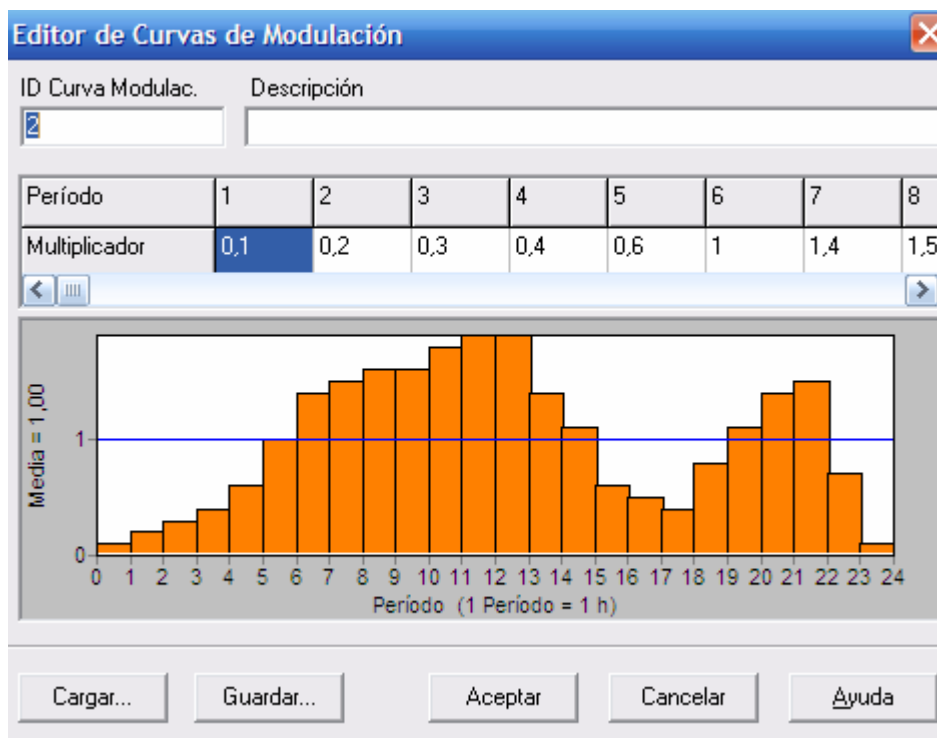 Editor de Curvas de Modulación
ID Curva Modulac. Descripción
2
Período 1 2 3 4 5 6 7 8
Multiplicador 0,1 0,2 0,3 0,4 0,6 1 1,4 1,5
Media = 1,00
1
0
0 1 2 3 4 5 6 7 8 9 10 11 12 13 14 15 16 17 18 19 20 21 22 23 24
Período (1 Período = 1 h)
Cargar... Guardar... Aceptar Cancelar Ayuda